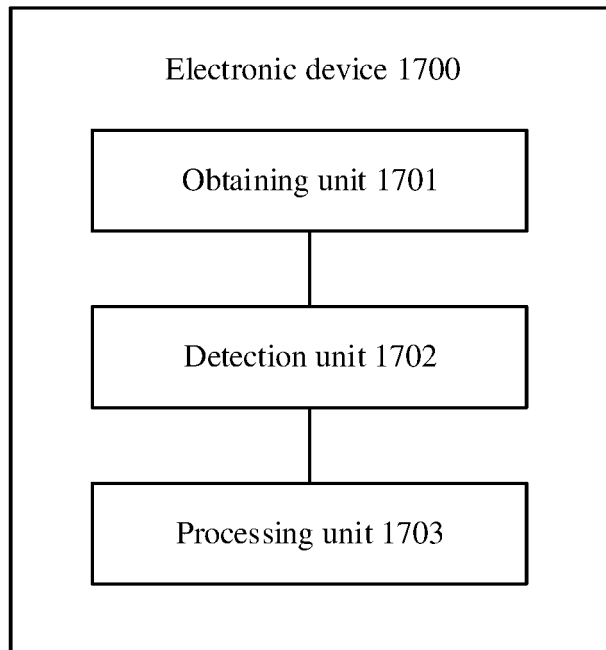 Electronic device 1700
Obtaining unit 1701
Detection unit 1702
Processing unit 1703